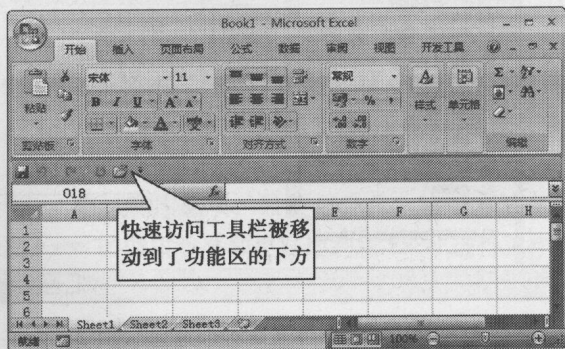 Book1 - Microsoft Excel
开始 插入 页面布局 公式 数据 审阅 视图 开发工具
宋体 11 常规
粘贴 B I U A A % , 样式 单元格
剪贴板 字体 对齐方式 数字 编辑
O18 fx
A E F G H
快速访问工具栏被移
动到了功能区的下方
1
2
3
4
5
6
Sheet1 Sheet2 Sheet3
就绪 100%